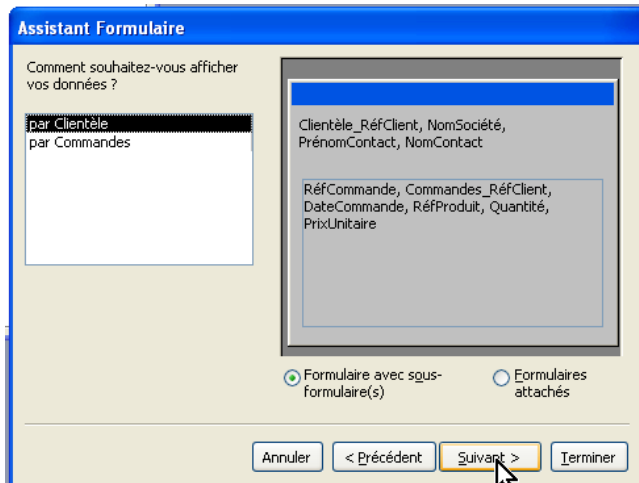 Assistant Formulaire
Comment souhaitez-vous afficher
vos données ?
par Clientèle
par Commandes
Clientèle_RéfClient, NomSociété,
PrénomContact, NomContact
RéfCommande, Commandes_RéfClient,
DateCommande, RéfProduit, Quantité,
PrixUnitaire
Formulaire avec sous-
formulaire(s)
Formulaires
attachés
Annuler
< Précédent
Suivant >
Terminer